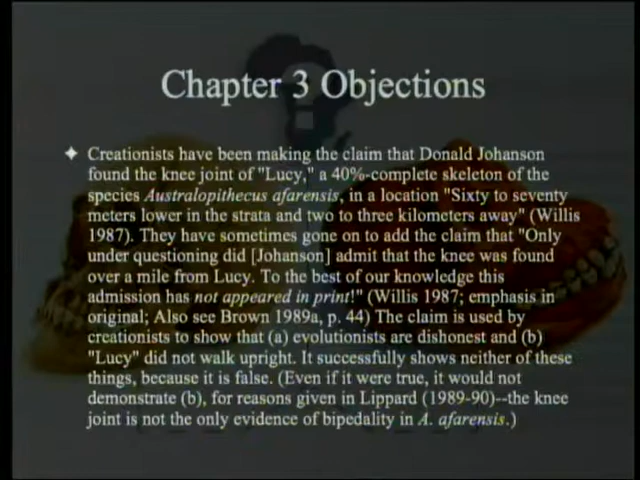 Chapter 3 Objections
Creationists have been making the claim that Donald Johanson
found the knee joint of "Lucy," a 40%-complete skeleton of the
species Australopithecus afarensis, in a location "Sixty to seventy
meters lower in the strata and two to three kilometers away" (Willis
1987). They have sometimes gone on to add the claim that "Only
under questioning did [Johanson] admit that the knee was found
over a mile from Lucy. To the best of our knowledge this
admission has not appeared in print!" (Willis 1987; emphasis in
original; Also see Brown 1989a, p. 44) The claim is used by
creationists to show that (a) evolutionists are dishonest and (b)
"Lucy" did not walk upright. It successfully shows neither of these
things, because it is false. (Even if it were true, it would not
demonstrate (b), for reasons given in Lippard (1989-90)--the knee
joint is not the only evidence of bipedality in A. afarensis.)